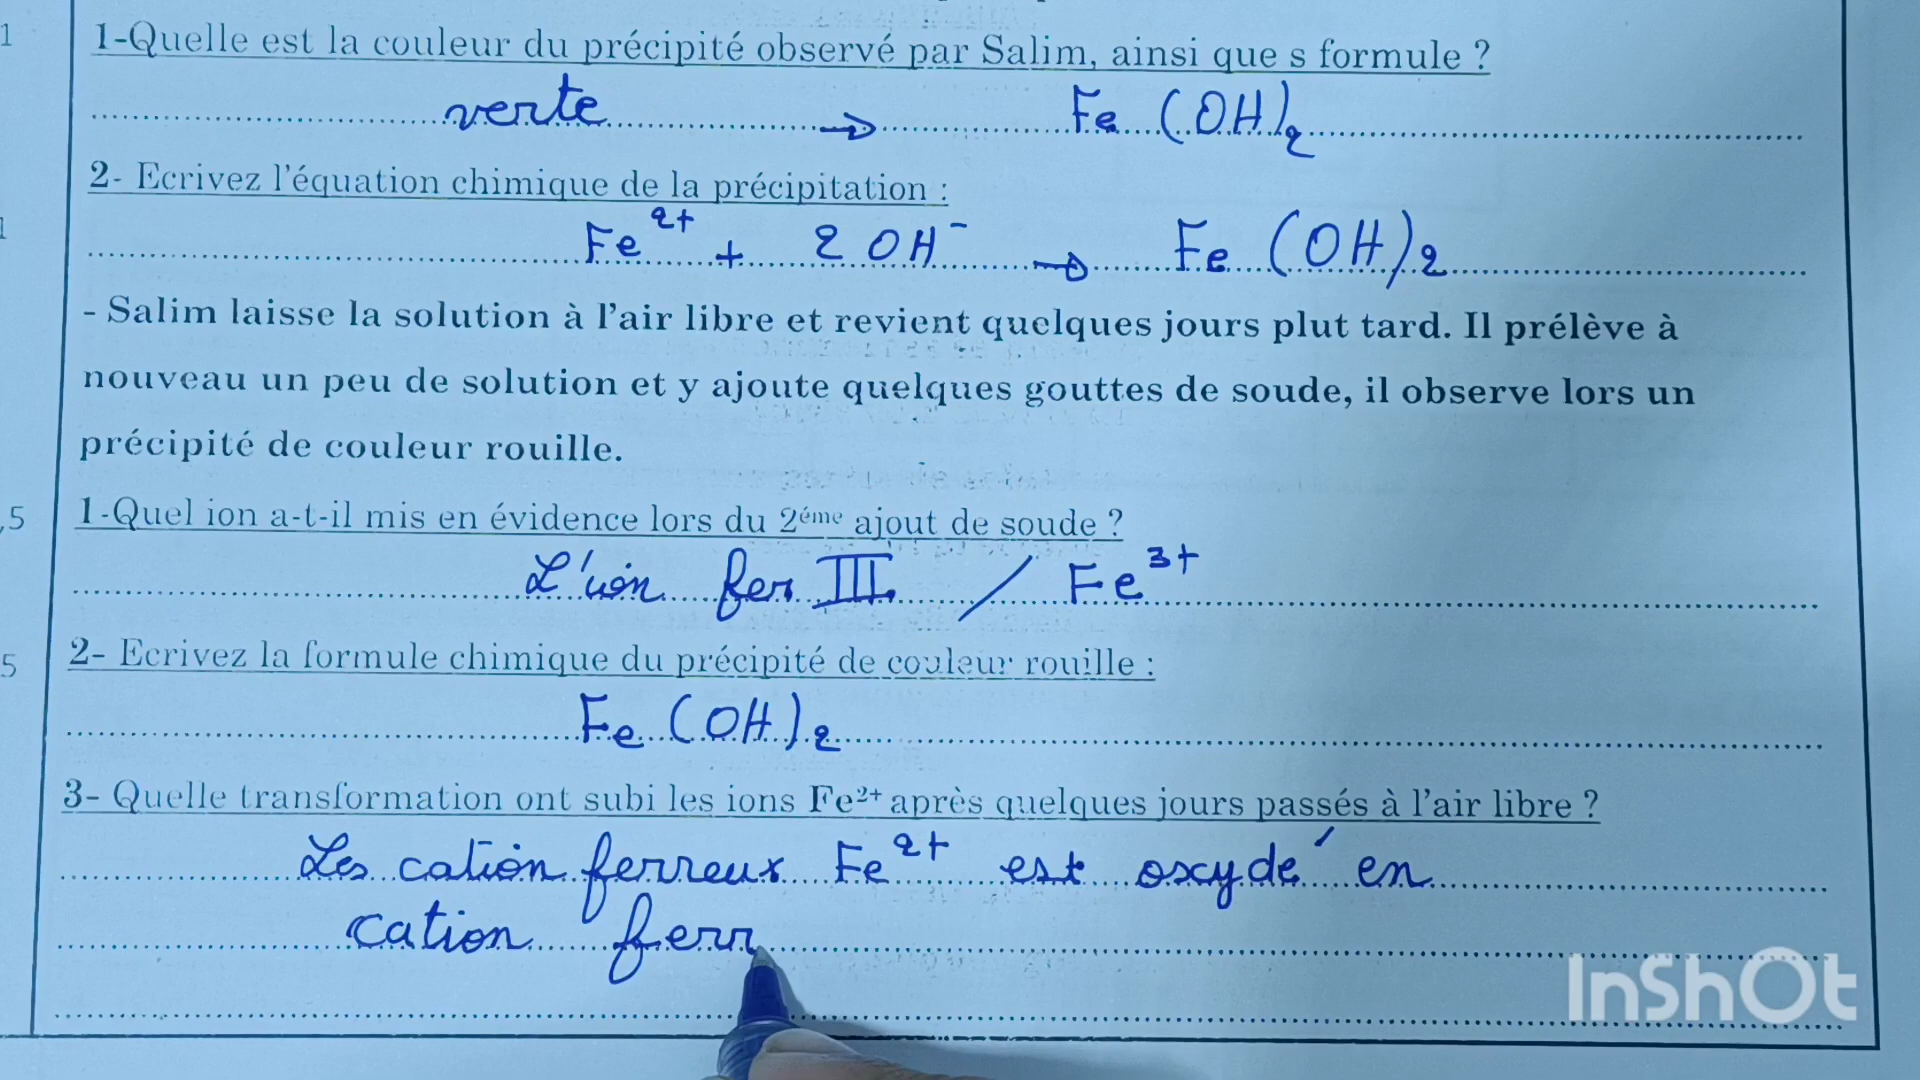 1 1-Quelle est la couleur du précipité observé par Salim, ainsi que s formule ?
verte → Fe (OH)₂
2- Ecrivez l'équation chimique de la précipitation :
1 Fe²⁺ + 2 OH⁻ → Fe (OH)₂
- Salim laisse la solution à l'air libre et revient quelques jours plut tard. Il prélève à
nouveau un peu de solution et y ajoute quelques gouttes de soude, il observe lors un
précipité de couleur rouille.
,5 1-Quel ion a-t-il mis en évidence lors du 2éme ajout de soude ?
L'ion fer III / Fe³⁺
5 2- Ecrivez la formule chimique du précipité de couleur rouille :
Fe (OH)₂
3- Quelle transformation ont subi les ions Fe²⁺ après quelques jours passés à l'air libre ?
Les cation ferreux Fe²⁺ est oxydé en
cation ferr
InShOt